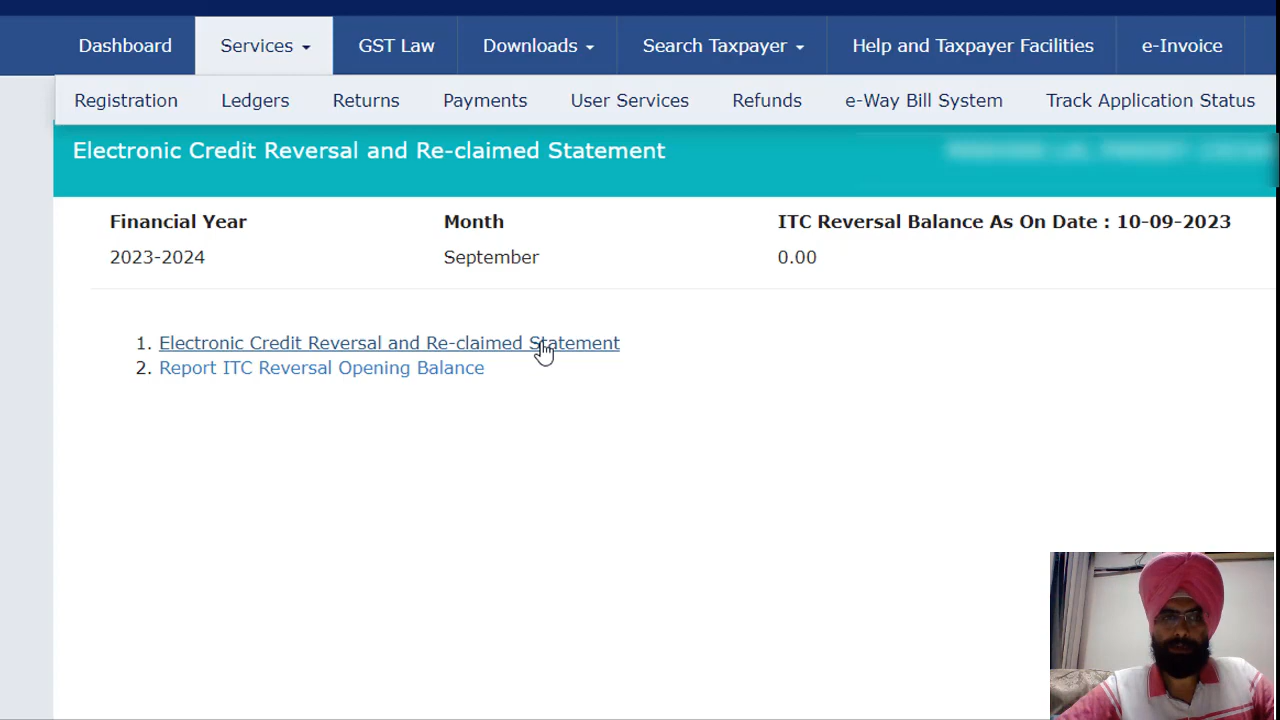 Dashboard Services GST Law Downloads Search Taxpayer Help and Taxpayer Facilities e-Invoice
Registration Ledgers Returns Payments User Services Refunds e-Way Bill System Track Application Status
Electronic Credit Reversal and Re-claimed Statement
Financial Year Month ITC Reversal Balance As On Date : 10-09-2023
2023-2024 September 0.00
1. Electronic Credit Reversal and Re-claimed Statement
2. Report ITC Reversal Opening Balance